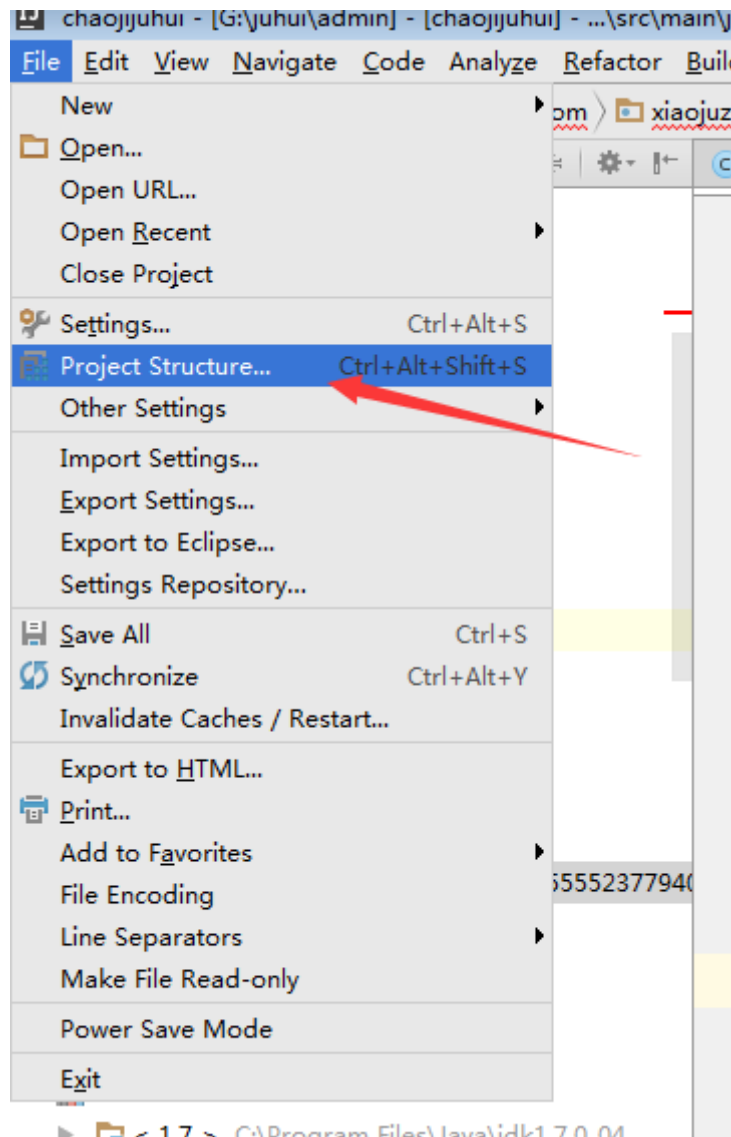 chaojijuhui - [G:\juhui\admin] - [chaojijuhui] - ...\src\main\j
File Edit View Navigate Code Analyze Refactor Buil
New
om xiaojuz
Open...
Open URL...
Open Recent
Close Project
Settings... Ctrl+Alt+S
Project Structure... Ctrl+Alt+Shift+S
Other Settings
Import Settings...
Export Settings...
Export to Eclipse...
Settings Repository...
Save All Ctrl+S
Synchronize Ctrl+Alt+Y
Invalidate Caches / Restart...
Export to HTML...
Print...
Add to Favorites
55552377940
File Encoding
Line Separators
Make File Read-only
Power Save Mode
Exit
< 1.7 > C:\Program Files\Java\jdk1.7.0_04